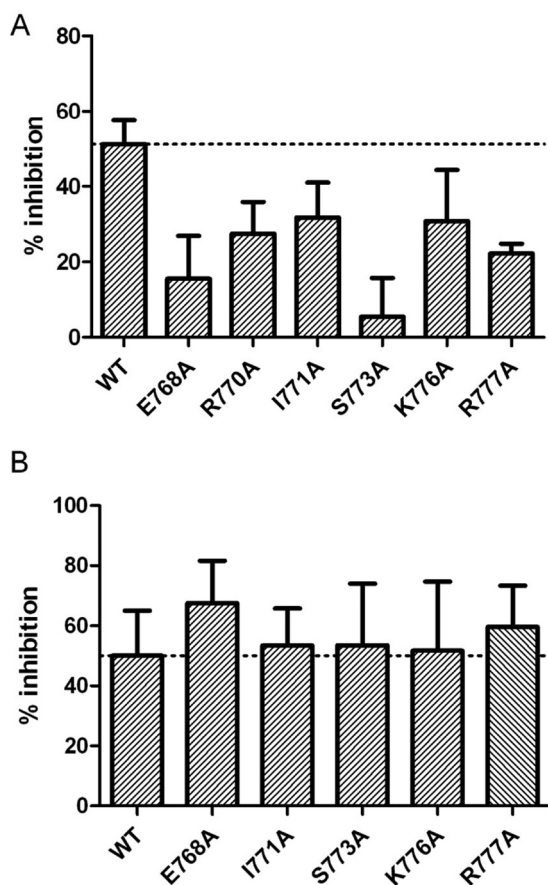 A
80
60
40
20
0
% inhibition
WT
E768A
R770A
I771A
S773A
K776A
R777A
B
100
80
60
40
20
0
% inhibition
WT
E768A
I771A
S773A
K776A
R777A